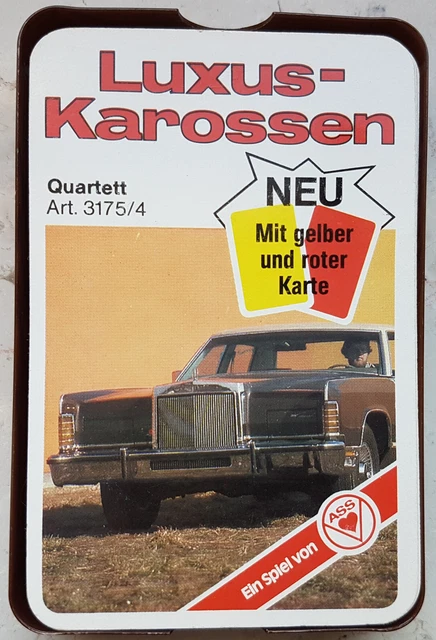 Luxus-
Karossen
Quartett
Art. 3175/4
NEU
Mit gelber
und roter
Karte
Ein Spiel von
ASS